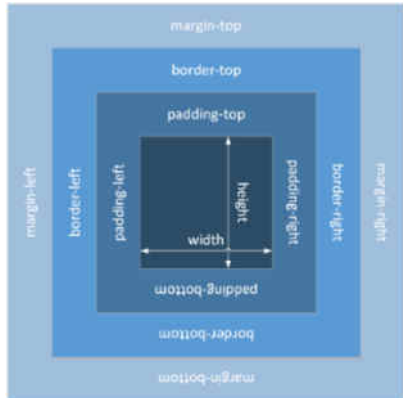 margin-top
border-top
padding-top
margin-left
border-left
padding-left
height
width
padding-right
border-right
margin-right
padding-bottom
border-bottom
margin-bottom